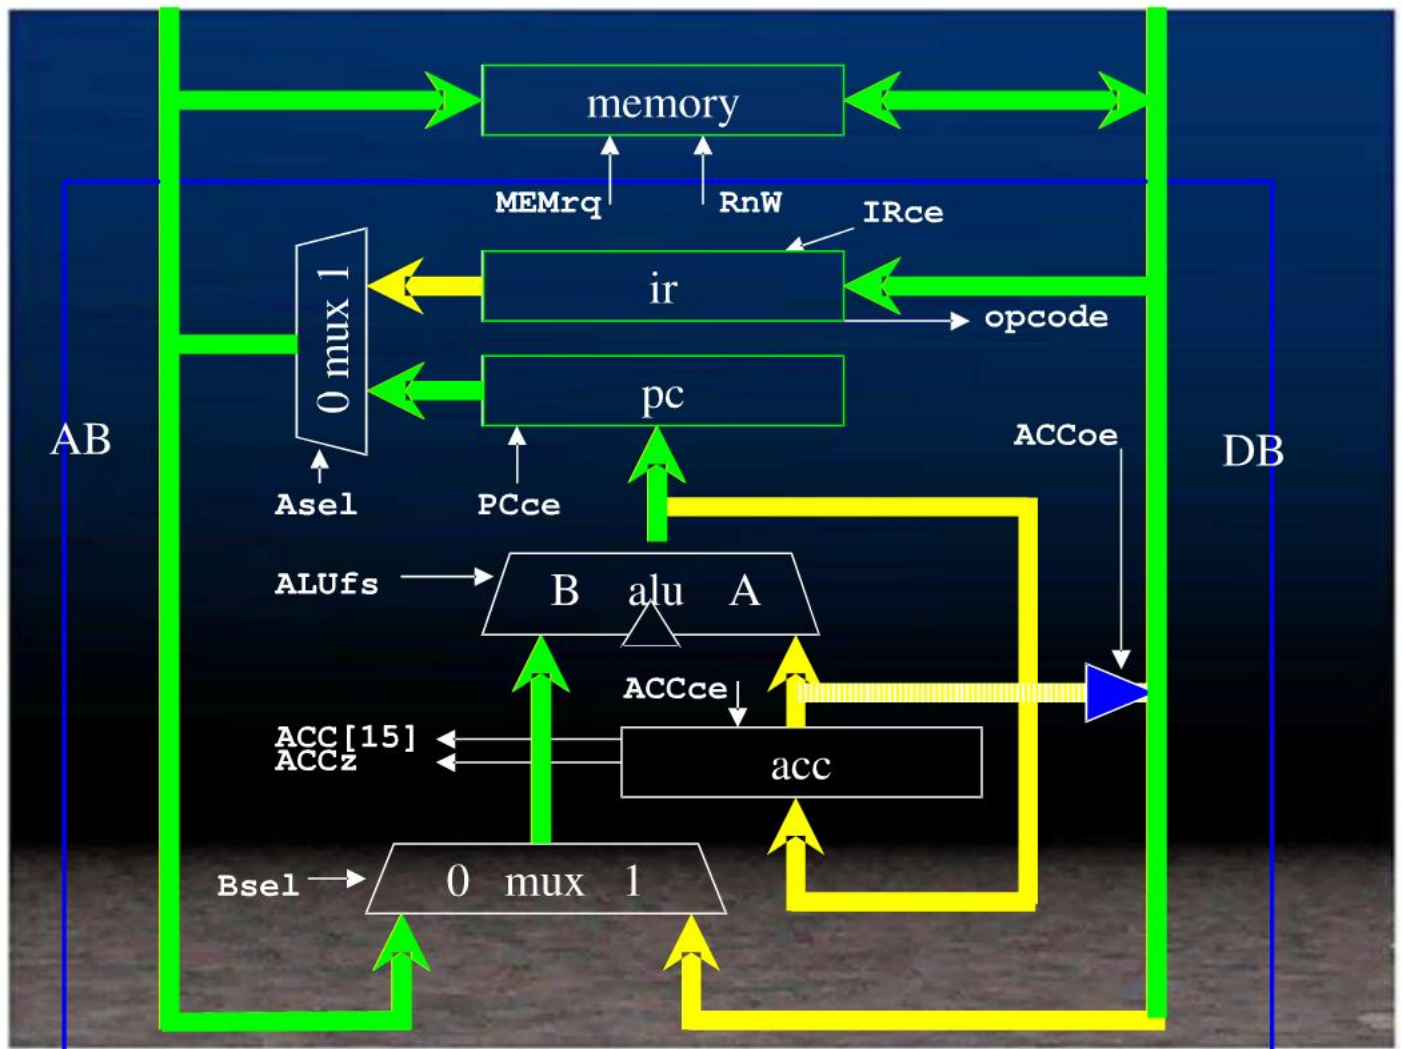 memory
MEMrq
RnW
IRce
0 mux 1
ir
opcode
pc
AB
ACCoe
DB
Asel
PCce
ALUfs
B alu A
ACCce
ACC[15]
ACCz
acc
Bsel
0 mux 1